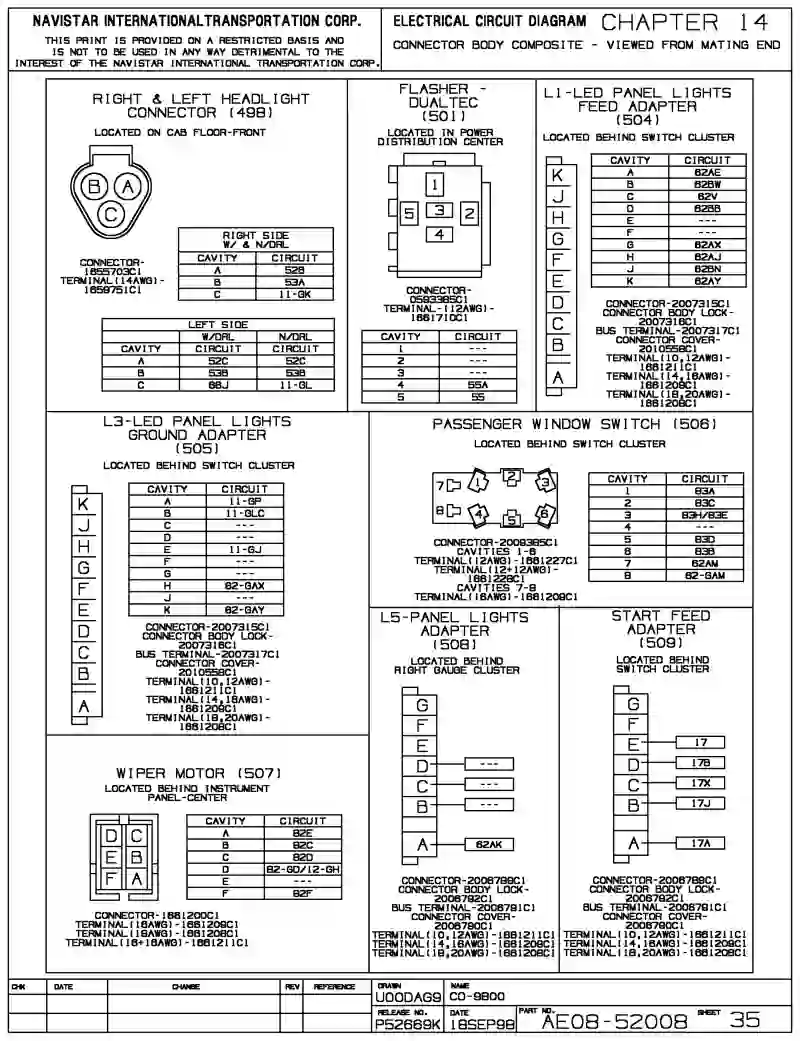 NAVISTAR INTERNATIONAL TRANSPORTATION CORP.
THIS PRINT IS PROVIDED ON A RESTRICTED BASIS AND
IS NOT TO BE USED IN ANY WAY DETRIMENTAL TO THE
INTEREST OF THE NAVISTAR INTERNATIONAL TRANSPORTATION CORP.
ELECTRICAL CIRCUIT DIAGRAM CHAPTER 14
CONNECTOR BODY COMPOSITE - VIEWED FROM MATING END
RIGHT & LEFT HEADLIGHT
CONNECTOR (498)
LOCATED ON CAB FLOOR-FRONT
B A
C
CONNECTOR-
1655703C1
TERMINAL(14AWG)-
1659751C1
RIGHT SIDE
W/ & N/DRL
CAVITY CIRCUIT
A 52B
B 53A
C 11-GK
LEFT SIDE
W/DRL N/DRL
CAVITY CIRCUIT CIRCUIT
A 52C 52C
B 53B 53B
C 88J 11-GL
FLASHER -
DUALTEC
(501)
LOCATED IN POWER
DISTRIBUTION CENTER
1
5 3 2
4
CONNECTOR-
0593385C1
TERMINAL-(12AWG)-
1661710C1
CAVITY CIRCUIT
1 ---
2 ---
3 ---
4 55A
5 55
L1-LED PANEL LIGHTS
FEED ADAPTER
(504)
LOCATED BEHIND SWITCH CLUSTER
K
J
H
G
F
E
D
C
B
A
CAVITY CIRCUIT
A 62AE
B 62BW
C 62V
D 62BB
E ---
F ---
G 62AX
H 62AJ
J 62BN
K 62AY
CONNECTOR-2007315C1
CONNECTOR BODY LOCK-
2007316C1
BUS TERMINAL-2007317C1
CONNECTOR COVER-
2010558C1
TERMINAL(10,12AWG)-
1661211C1
TERMINAL(14,16AWG)-
1661209C1
TERMINAL(18,20AWG)-
1661208C1
L3-LED PANEL LIGHTS
GROUND ADAPTER
(505)
LOCATED BEHIND SWITCH CLUSTER
K
J
H
G
F
E
D
C
B
A
CAVITY CIRCUIT
A 11-GP
B 11-GLC
C ---
D ---
E 11-GJ
F ---
G ---
H 62-GAX
J ---
K 62-GAY
CONNECTOR-2007315C1
CONNECTOR BODY LOCK-
2007316C1
BUS TERMINAL-2007317C1
CONNECTOR COVER-
2010558C1
TERMINAL(10,12AWG)-
1661211C1
TERMINAL(14,16AWG)-
1661209C1
TERMINAL(18,20AWG)-
1661208C1
PASSENGER WINDOW SWITCH (506)
LOCATED BEHIND SWITCH CLUSTER
7 1 2 3
8 4 5 6
CONNECTOR-2009385C1
CAVITIES 1-6
TERMINAL(12AWG)-1661227C1
TERMINAL(12+12AWG)-
1661228C1
CAVITIES 7-8
TERMINAL(16AWG)-1661209C1
CAVITY CIRCUIT
1 83A
2 83C
3 83H/83E
4 ---
5 83D
6 83B
7 62AM
8 62-GAM
WIPER MOTOR (507)
LOCATED BEHIND INSTRUMENT
PANEL-CENTER
D C
E B
F A
CAVITY CIRCUIT
A 82E
B 82C
C 82D
D 82-GD/12-GH
E ---
F 82F
CONNECTOR-1661200C1
TERMINAL(16AWG)-1661209C1
TERMINAL(18AWG)-1661208C1
TERMINAL(16+16AWG)-1661211C1
L5-PANEL LIGHTS
ADAPTER
(508)
LOCATED BEHIND
RIGHT GAUGE CLUSTER
G
F
E
D ---
C ---
B ---
A 62AK
CONNECTOR-2006789C1
CONNECTOR BODY LOCK-
2006792C1
BUS TERMINAL-2006791C1
CONNECTOR COVER-
2006790C1
TERMINAL(10,12AWG)-1661211C1
TERMINAL(14,16AWG)-1661209C1
TERMINAL(18,20AWG)-1661208C1
START FEED
ADAPTER
(509)
LOCATED BEHIND
SWITCH CLUSTER
G
F
E 17
D 17B
C 17X
B 17J
A 17A
CONNECTOR-2006789C1
CONNECTOR BODY LOCK-
2006792C1
BUS TERMINAL-2006791C1
CONNECTOR COVER-
2006790C1
TERMINAL(10,12AWG)-1661211C1
TERMINAL(14,16AWG)-1661209C1
TERMINAL(18,20AWG)-1661208C1
CHK DATE CHANGE REV REFERENCE
DRAWN NAME
U00DAG9 CO-9800
RELEASE NO. DATE PART NO. SHEET
P52669K 18SEP98 AE08-52008 35